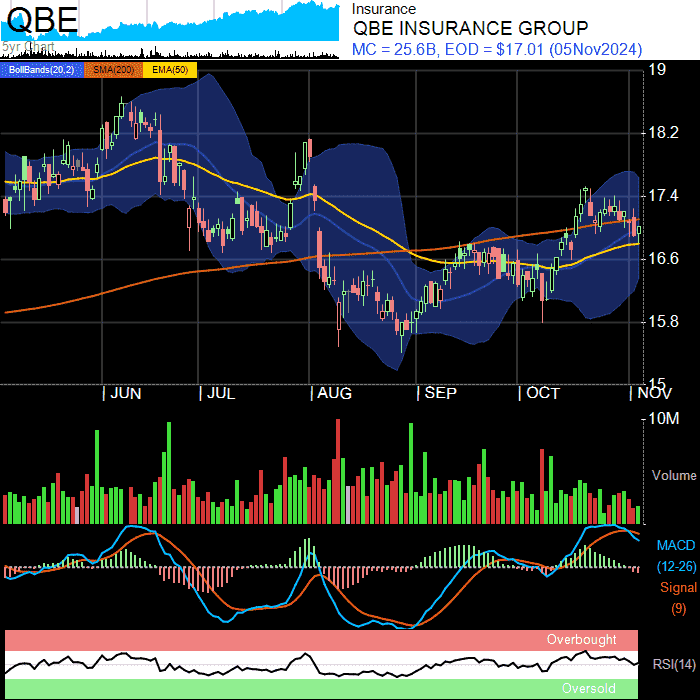 QBE
5yr Chart
Insurance
QBE INSURANCE GROUP
MC = 25.6B, EOD = $17.01 (05Nov2024)
BollBands(20,2) SMA(200) EMA(50)
19
18.2
17.4
16.6
15.8
15
JUN JUL AUG SEP OCT NOV
10M
Volume
MACD
(12-26)
Signal
(9)
Overbought
RSI(14)
Oversold